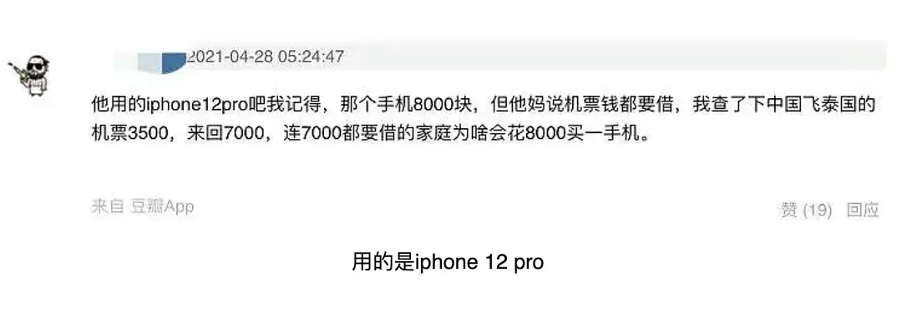 2021-04-28 05:24:47
他用的iphone12pro吧我记得，那个手机8000块，但他妈说机票钱都要借，我查了下中国飞泰国的
机票3500，来回7000，连7000都要借的家庭为啥会花8000买一手机。
来自 豆瓣App
赞 (19) 回应
用的是iphone 12 pro